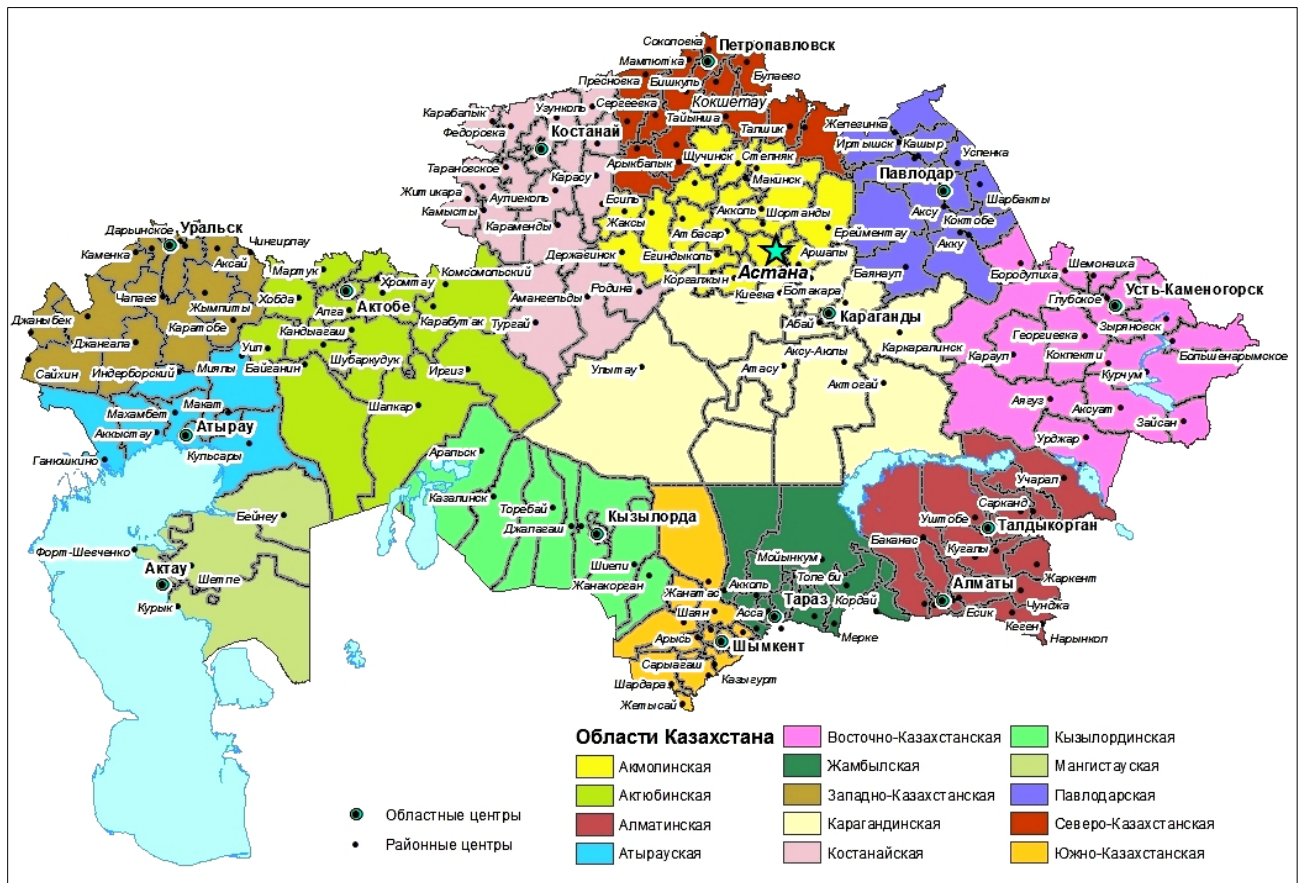 Соколовка
Петропавловск
Мамлютка
Булаево
Пресновка
Бишкуль
Узунколь
Сергеевка
Кокшетау
Карабалык
Тайынша
Железинка
Федоровка
Костанай
Талшик
Иртышск
Кашыр
Успенка
Тарановское
Арыкбалык
Щучинск
Степняк
Павлодар
Карасу
Макинск
Шарбакты
Житикара
Аулиеколь
Есиль
Аксу
Камысты
Жаксы
Акколь
Шортанды
Коктобе
Уральск
Караменды
Атбасар
Ерейментау
Акку
Дарьинское
Чингирлау
Державинск
Егиндыколь
Аршалы
Шемонаиха
Каменка
Аксай
Мартук
Комсомольский
Астана
Баянаул
Бородулиха
Хромтау
Коргалжын
Ботакара
Усть-Каменогорск
Чапаев
Жымпиты
Хобда
Амангельды
Родина
Киевка
Глубокое
Джаныбек
Алга
Актобе
Карабутак
Абай
Караганды
Зыряновск
Каратобе
Кандыагаш
Тургай
Каркаралинск
Георгиевка
Джангала
Уил
Шубаркудук
Аксу-Аюлы
Караул
Кокпекти
Большенарымское
Сайхин
Индерборский
Миялы
Байганин
Иргиз
Улытау
Атасу
Актогай
Курчум
Махамбет
Макат
Шалкар
Аягуз
Аксуат
Аккыстау
Атырау
Зайсан
Ганюшкино
Кульсары
Аральск
Урджар
Учарал
Казалинск
Сарканд
Бейнеу
Торебай
Кызылорда
Уштобе
Талдыкорган
Джалагаш
Баканас
Форт-Шевченко
Мойынкум
Кугалы
Актау
Шетпе
Шиели
Толе би
Жаркент
Жанакорган
Жанатас
Акколь
Кордай
Алматы
Курык
Шаян
Асса
Тараз
Есик
Чунджа
Кеген
Арысь
Шымкент
Мерке
Нарынкол
Сарыагаш
Казыгурт
Шардара
Жетысай
Области Казахстана
Восточно-Казахстанская
Кызылординская
Акмолинская
Жамбылская
Мангистауская
Актюбинская
Западно-Казахстанская
Павлодарская
Областные центры
Алматинская
Карагандинская
Северо-Казахстанская
Районные центры
Атырауская
Костанайская
Южно-Казахстанская